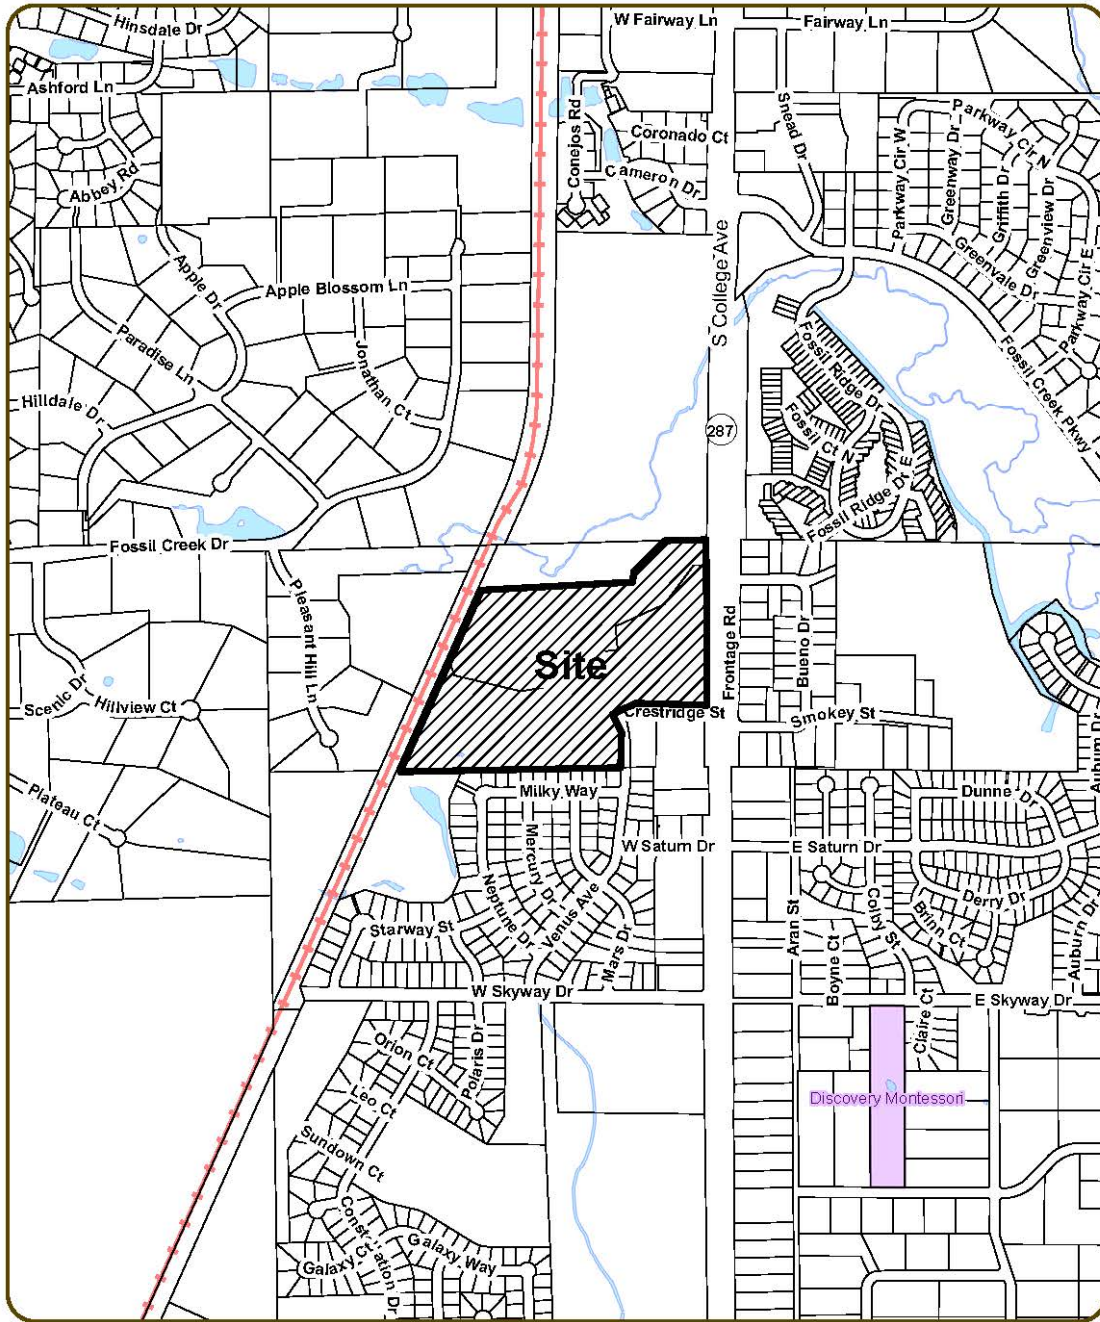 Hinsdale Dr
W Fairway Ln
Fairway Ln
Ashford Ln
Conejos Rd
Coronado Ct
Cameron Dr
Snead Dr
Parkway Cir W
Greenway Dr
Parkway Cir N
Griffith Dr
Greenview Dr
Greenvale Dr
Parkway Cir E
Abbey Rd
Apple Dr
Apple Blossom Ln
S College Ave
Paradise Ln
Jonathan Ct
Hilldale Dr
287
Fossil Ridge Dr
Fossil Ct N
Fossil Ridge Dr E
Fossil Creek Pkwy
Fossil Creek Dr
Pleasant Hill Ln
Site
Frontage Rd
Bueno Dr
Scenic Dr
Hillview Ct
Crestridge St
Smokey St
Auburn Dr
Plateau Ct
Milky Way
Dunne Dr
Mercury Dr
W Saturn Dr
E Saturn Dr
Neptune Dr
Venus Ave
Mars Dr
Starway St
Aran St
Colby St
Boyne Ct
Brinn Ct
Derry Dr
Auburn Dr
W Skyway Dr
E Skyway Dr
Claire Ct
Orion Ct
Polaris Dr
Leo Ct
Discovery Montessori
Sundown Ct
Constellation Dr
Galaxy Ct
Galaxy Way